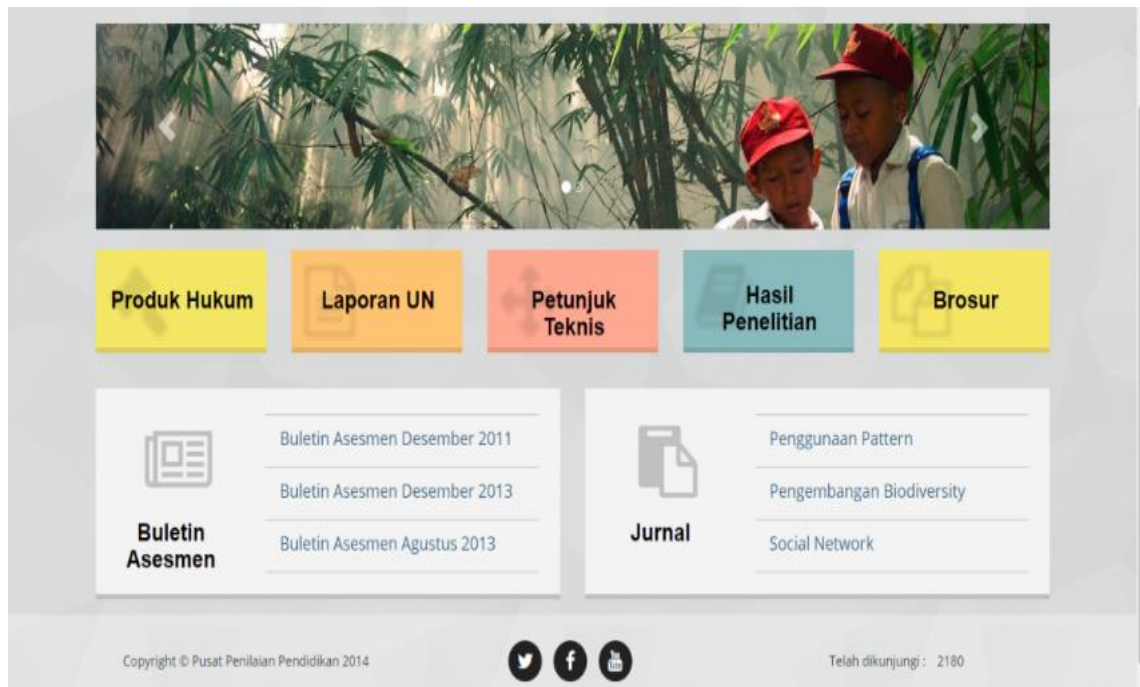 Produk Hukum
Laporan UN
Petunjuk
Teknis
Hasil
Penelitian
Brosur
Buletin
Asesmen
Buletin Asesmen Desember 2011
Buletin Asesmen Desember 2013
Buletin Asesmen Agustus 2013
Jurnal
Penggunaan Pattern
Pengembangan Biodiversity
Social Network
Copyright © Pusat Penilaian Pendidikan 2014
Telah dikunjungi : 2180